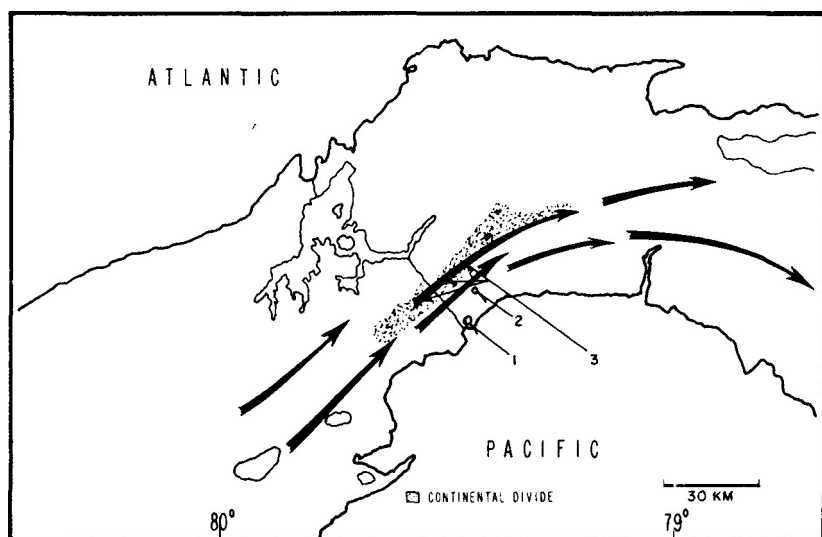 ATLANTIC
2
1
3
PACIFIC
CONTINENTAL DIVIDE
30 KM
80°
79°